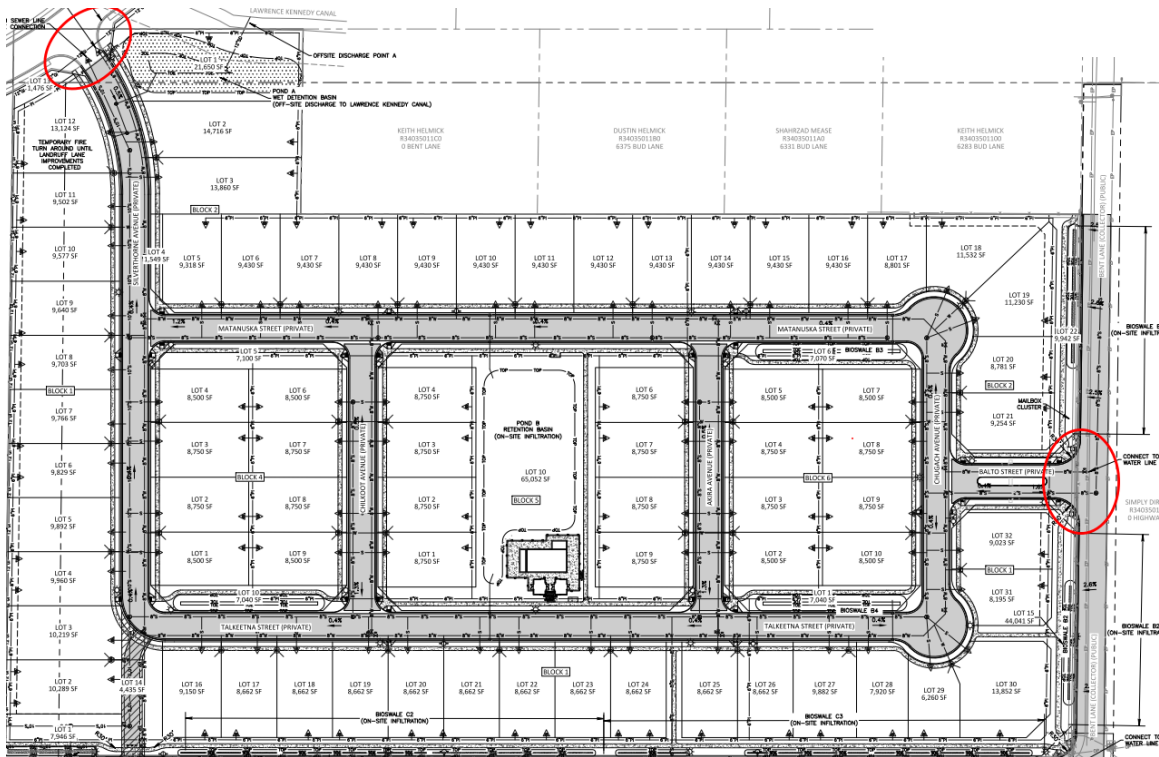 LAWRENCE KENNEDY CANAL
SEWER LINE
CONNECTION
OFFSITE DISCHARGE POINT A
LOT 1
21,650 SF
POND A
WET DETENTION BASIN
(OFF-SITE DISCHARGE TO LAWRENCE KENNEDY CANAL)
1,476 SF
LOT 12
13,124 SF
TEMPORARY FIRE
TURN AROUND UNTIL
LANDRUFF LANE
IMPROVEMENTS
COMPLETED
LOT 2
14,716 SF
LOT 3
13,860 SF
BLOCK 2
KEITH HELMICK
R34035011C0
0 BENT LANE
DUSTIN HELMICK
R3403501180
6375 BUD LANE
SHAHRZAD MEASE
R34035011A0
6331 BUD LANE
KEITH HELMICK
R3403501100
6283 BUD LANE
BENT LANE (COLLECTOR) (PUBLIC)
SILVERTHORNE AVENUE (PRIVATE)
LOT 11
9,502 SF
LOT 10
9,577 SF
LOT 9
9,640 SF
LOT 8
9,703 SF
BLOCK 1
LOT 7
9,766 SF
LOT 6
9,829 SF
LOT 5
9,892 SF
LOT 4
9,960 SF
LOT 3
10,219 SF
LOT 2
10,289 SF
LOT 1
7,946 SF
LOT 14
4,435 SF
LOT 4
LOT 5
9,318 SF
LOT 6
9,430 SF
LOT 7
9,430 SF
LOT 8
9,430 SF
LOT 9
9,430 SF
LOT 10
9,430 SF
LOT 11
9,430 SF
LOT 12
9,430 SF
LOT 13
9,430 SF
LOT 14
9,430 SF
LOT 15
9,430 SF
LOT 16
9,430 SF
LOT 17
8,801 SF
LOT 18
11,532 SF
LOT 19
11,230 SF
LOT 22
9,942 SF
LOT 20
8,781 SF
BLOCK 2
LOT 21
9,254 SF
MAILBOX
CLUSTER
1.2%
0.4%
0.4%
0.4%
MATANUSKA STREET (PRIVATE)
MATANUSKA STREET (PRIVATE)
LOT 5
7,100 SF
LOT 4
8,500 SF
LOT 6
8,500 SF
LOT 3
8,750 SF
LOT 7
8,750 SF
BLOCK 4
LOT 2
8,750 SF
LOT 8
8,750 SF
LOT 1
8,500 SF
LOT 9
8,500 SF
LOT 10
7,040 SF
CHILKOOT AVENUE (PRIVATE)
LOT 4
8,750 SF
LOT 3
8,750 SF
LOT 2
8,750 SF
LOT 1
8,750 SF
TOP
TOP
POND B
RETENTION BASIN
(ON-SITE INFILTRATION)
LOT 10
65,052 SF
BLOCK 5
LOT 6
8,750 SF
LOT 7
8,750 SF
LOT 8
8,750 SF
LOT 9
8,750 SF
AKIRA AVENUE (PRIVATE)
LOT 6
7,070 SF
BIOSWALE B3
LOT 5
8,500 SF
LOT 7
8,500 SF
LOT 4
8,750 SF
LOT 8
8,750 SF
BLOCK 6
LOT 3
8,750 SF
LOT 9
8,750 SF
LOT 2
8,500 SF
LOT 10
8,500 SF
LOT 1
7,040 SF
BIOSWALE B4
CHUGACH AVENUE (PRIVATE)
BALTO STREET (PRIVATE)
CONNECT TO
WATER LINE
SIMPLY DIR
R3403501
0 HIGHWA
LOT 32
9,023 SF
BLOCK 1
LOT 31
8,195 SF
LOT 15
44,041 SF
BIOSWALE B2
2.6%
BIOSWALE B2
(ON-SITE INFILTRA
BENT LANE (COLLECTOR) (PUBLIC)
TALKEETNA STREET (PRIVATE)
0.4%
0.4%
0.4%
TALKEETNA STREET (PRIVATE)
BLOCK 1
LOT 16
9,150 SF
LOT 17
8,662 SF
LOT 18
8,662 SF
LOT 19
8,662 SF
LOT 20
8,662 SF
LOT 21
8,662 SF
LOT 22
8,662 SF
LOT 23
8,662 SF
LOT 24
8,662 SF
LOT 25
8,662 SF
LOT 26
8,662 SF
LOT 27
9,882 SF
LOT 28
7,920 SF
LOT 29
6,260 SF
LOT 30
13,852 SF
BIOSWALE C2
(ON-SITE INFILTRATION)
BIOSWALE C3
(ON-SITE INFILTRATION)
CONNECT TO
WATER LINE